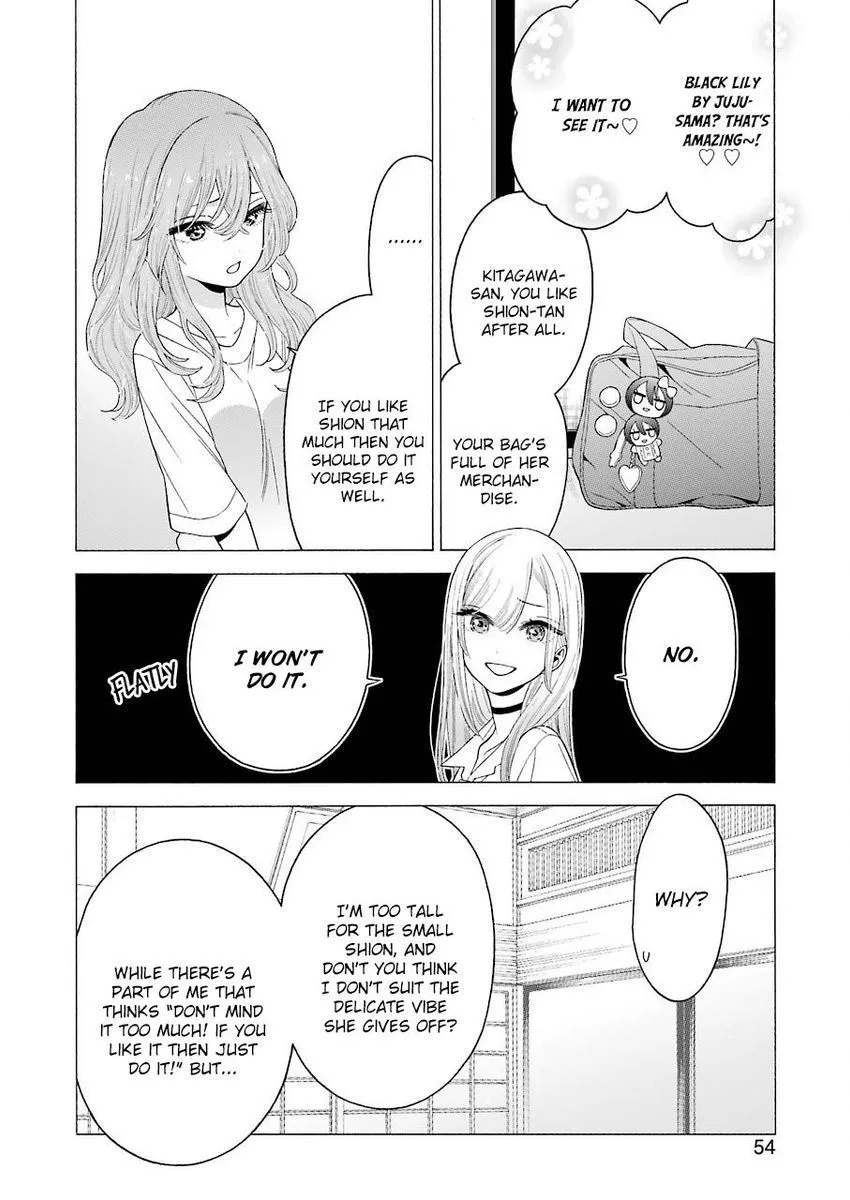 BLACK LILY
BY JUJU-
SAMA? THAT'S
AMAZING~!
♡ ♡
I WANT TO
SEE IT~♡
KITAGAWA-
SAN, YOU LIKE
SHION-TAN
AFTER ALL.
YOUR BAG'S
FULL OF HER
MERCHAN-
DISE.
......
IF YOU LIKE
SHION THAT
MUCH THEN YOU
SHOULD DO IT
YOURSELF AS
WELL.
NO.
I WON'T
DO IT.
FLATLY
WHY?
I'M TOO TALL
FOR THE SMALL
SHION, AND
DON'T YOU THINK
I DON'T SUIT THE
DELICATE VIBE
SHE GIVES OFF?
WHILE THERE'S A
PART OF ME THAT
THINKS "DON'T MIND
IT TOO MUCH! IF YOU
LIKE IT THEN JUST
DO IT!" BUT...
54